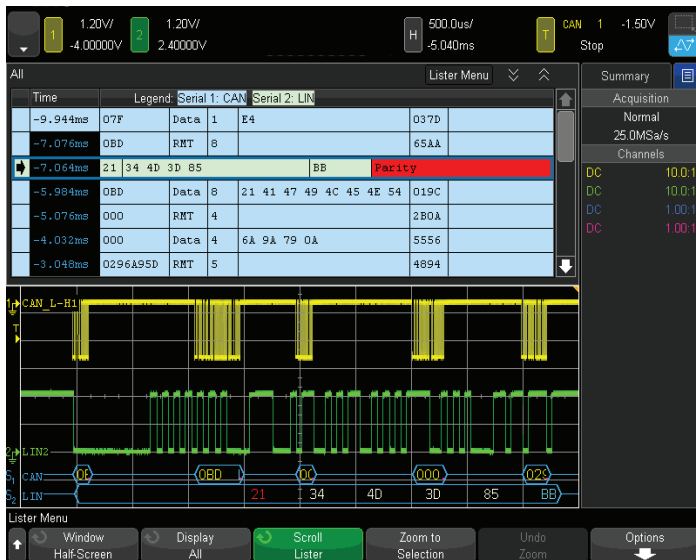 1 1.20V/ -4.00000V 2 1.20V/ 2.40000V H 500.0us/ -5.040ms T CAN 1 -1.50V Stop
All Lister Menu
Time Legend: Serial 1: CAN Serial 2: LIN
-9.944ms 07F Data 1 E4 037D
-7.076ms 0BD RMT 8 65AA
-7.064ms 21 34 4D 3D 85 BB Parity
-5.984ms 0BD Data 8 21 41 47 49 4C 45 4E 54 019C
-5.076ms 000 RMT 4 2B0A
-4.032ms 000 Data 4 6A 9A 79 0A 5556
-3.048ms 0296A95D RMT 5 4894
Summary
Acquisition
Normal
25.0MSa/s
Channels
DC 10.0:1
DC 10.0:1
DC 1.00:1
DC 1.00:1
1 CAN_L-H1
T
2 LIN2
S1 CAN 0B 0BD 00 000 029
S2 LIN 21 34 4D 3D 85 BB
Lister Menu
Window Half-Screen
Display All
Scroll Lister
Zoom to Selection
Undo Zoom
Options